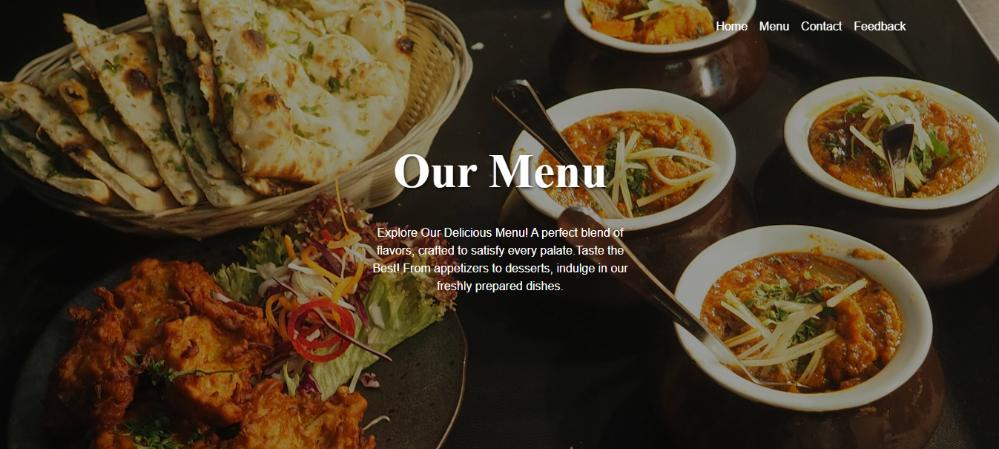 Home Menu Contact Feedback
Our Menu
Explore Our Delicious Menu! A perfect blend of
flavors, crafted to satisfy every palate.Taste the
Best! From appetizers to desserts, indulge in our
freshly prepared dishes.